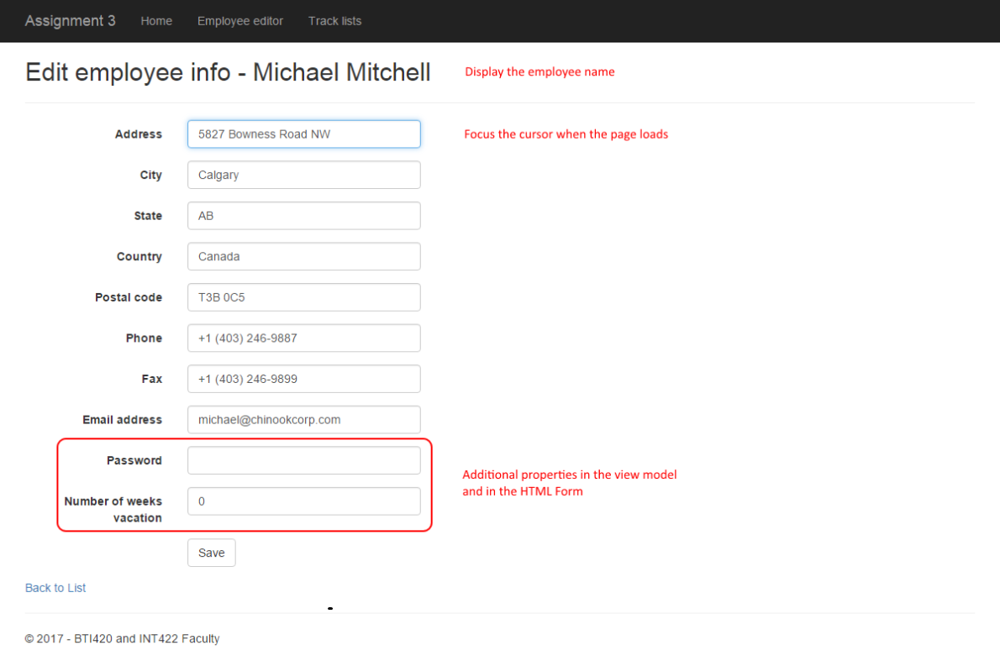 Assignment 3 Home Employee editor Track lists
Edit employee info - Michael Mitchell Display the employee name
Address 5827 Bowness Road NW Focus the cursor when the page loads
City Calgary
State AB
Country Canada
Postal code T3B 0C5
Phone +1 (403) 246-9887
Fax +1 (403) 246-9899
Email address michael@chinookcorp.com
Password
Additional properties in the view model
and in the HTML Form
Number of weeks 0
vacation
Save
Back to List
© 2017 - BTI420 and INT422 Faculty